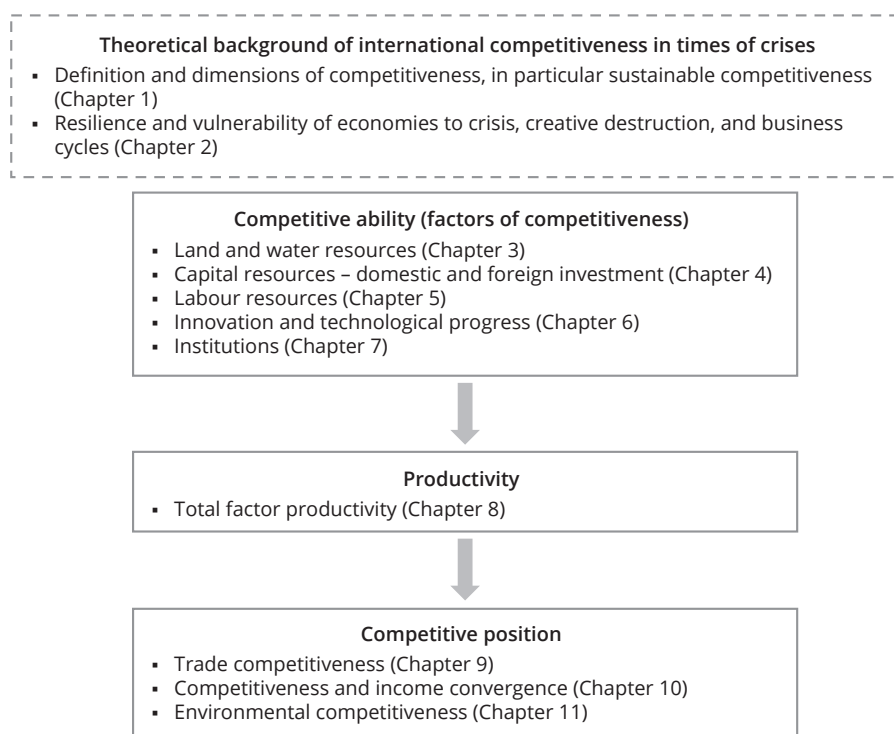 Theoretical background of international competitiveness in times of crises
▪ Definition and dimensions of competitiveness, in particular sustainable competitiveness
(Chapter 1)
▪ Resilience and vulnerability of economies to crisis, creative destruction, and business
cycles (Chapter 2)
Competitive ability (factors of competitiveness)
▪ Land and water resources (Chapter 3)
▪ Capital resources – domestic and foreign investment (Chapter 4)
▪ Labour resources (Chapter 5)
▪ Innovation and technological progress (Chapter 6)
▪ Institutions (Chapter 7)
Productivity
▪ Total factor productivity (Chapter 8)
Competitive position
▪ Trade competitiveness (Chapter 9)
▪ Competitiveness and income convergence (Chapter 10)
▪ Environmental competitiveness (Chapter 11)